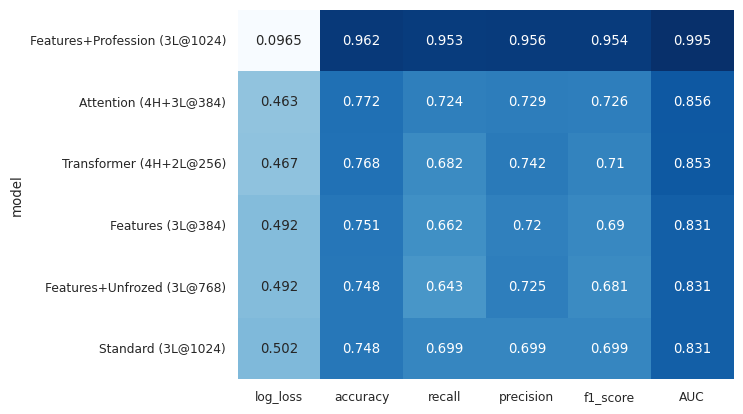 model
Features+Profession (3L@1024) 0.0965 0.962 0.953 0.956 0.954 0.995
Attention (4H+3L@384) 0.463 0.772 0.724 0.729 0.726 0.856
Transformer (4H+2L@256) 0.467 0.768 0.682 0.742 0.71 0.853
Features (3L@384) 0.492 0.751 0.662 0.72 0.69 0.831
Features+Unfrozed (3L@768) 0.492 0.748 0.643 0.725 0.681 0.831
Standard (3L@1024) 0.502 0.748 0.699 0.699 0.699 0.831
log_loss accuracy recall precision f1_score AUC